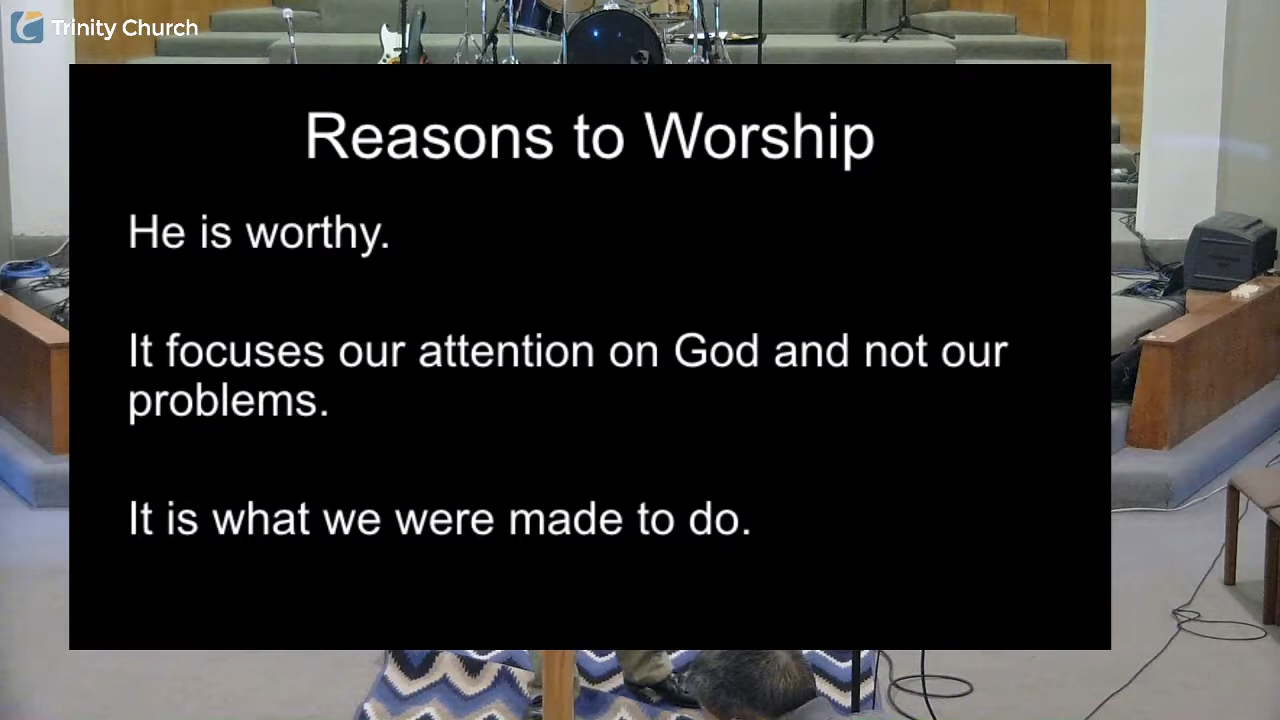 Trinity Church
Reasons to Worship
He is worthy.
It focuses our attention on God and not our
problems.
It is what we were made to do.